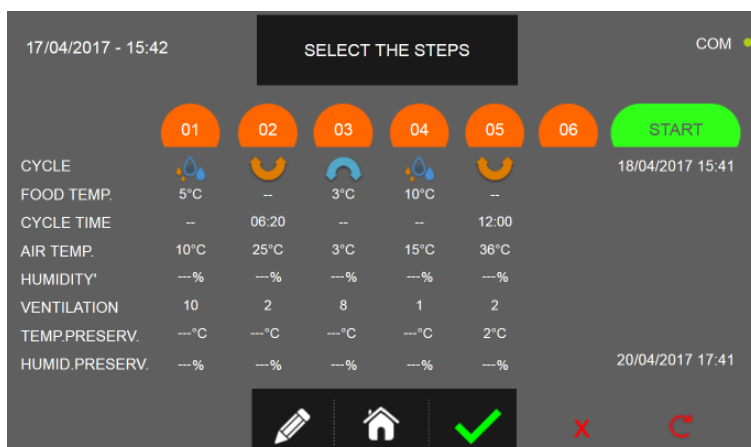 17/04/2017 - 15:42 SELECT THE STEPS COM
01 02 03 04 05 06 START
CYCLE 18/04/2017 15:41
FOOD TEMP. 5°C -- 3°C 10°C --
CYCLE TIME -- 06:20 -- -- 12:00
AIR TEMP. 10°C 25°C 3°C 15°C 36°C
HUMIDITY' ---% ---% ---% ---% ---%
VENTILATION 10 2 8 1 2
TEMP.PRESERV. ---°C ---°C ---°C ---°C 2°C
HUMID.PRESERV. ---% ---% ---% ---% ---% 20/04/2017 17:41
X